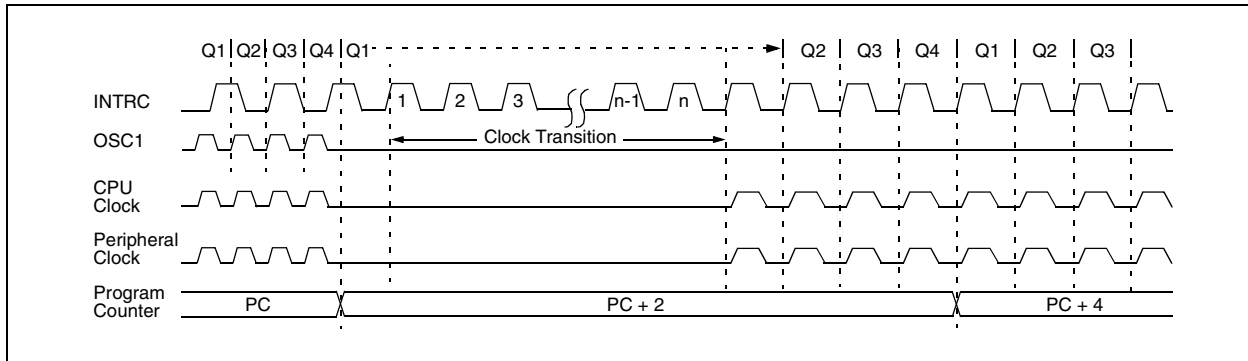 Q1 Q2 Q3 Q4 Q1 Q2 Q3 Q4 Q1 Q2 Q3
INTRC 1 2 3 n-1 n
OSC1 Clock Transition
CPU
Clock
Peripheral
Clock
Program
Counter
PC PC + 2 PC + 4